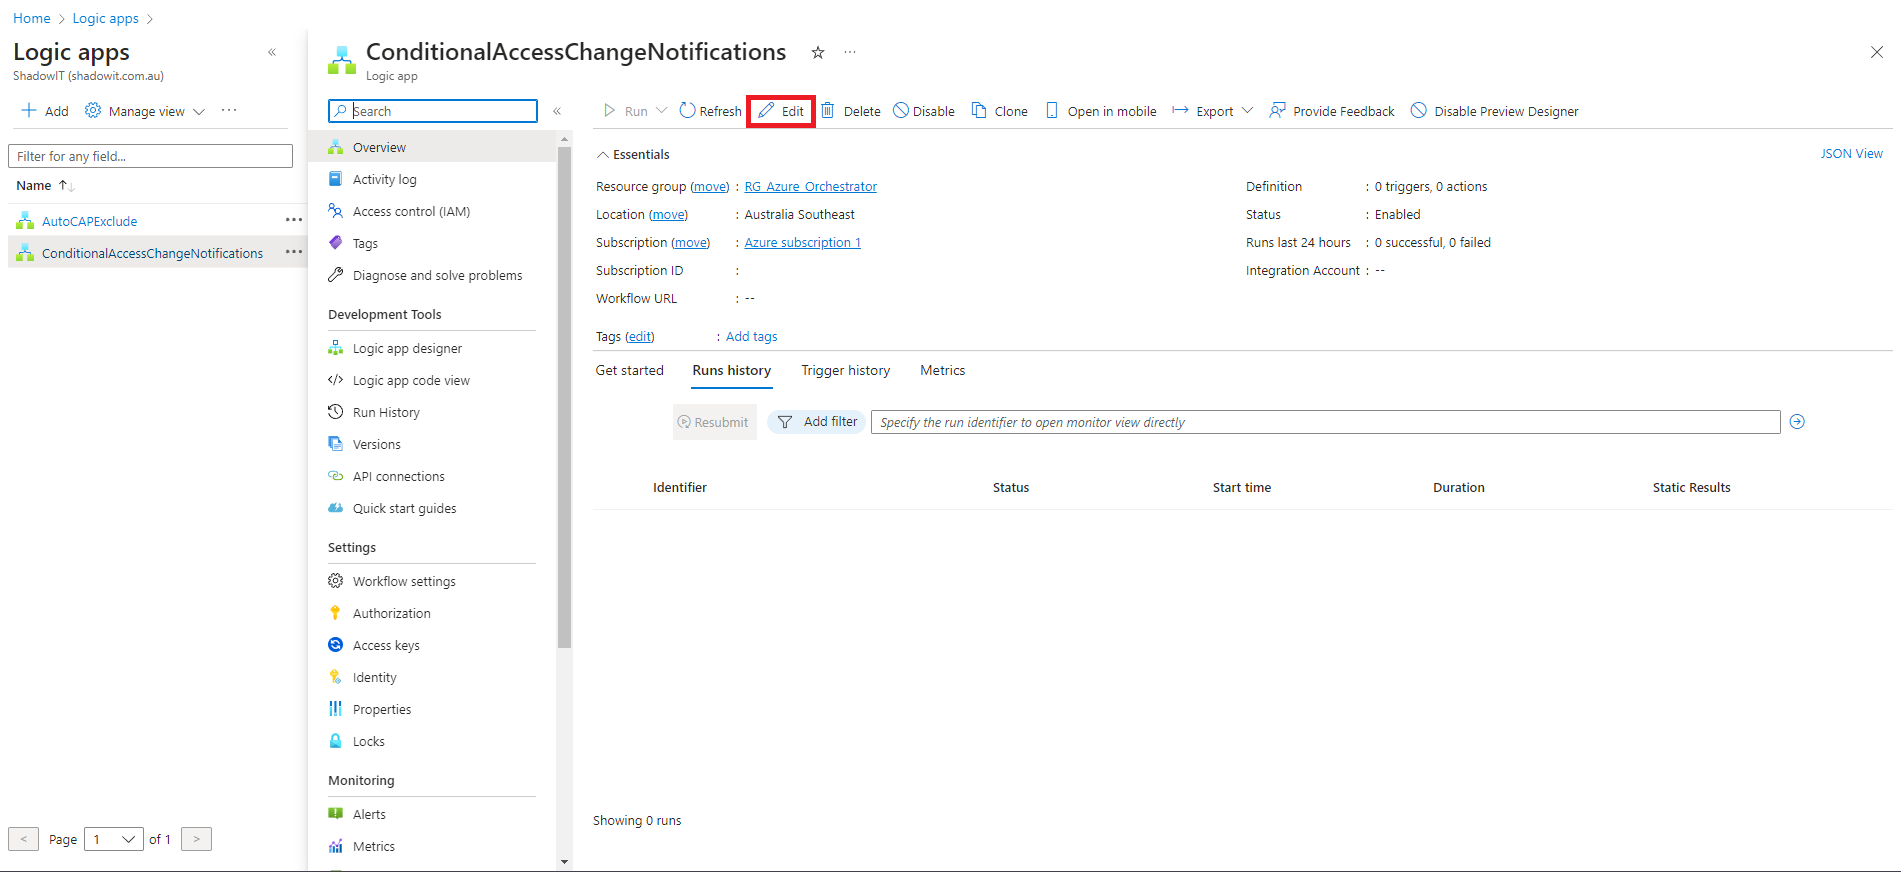 Home > Logic apps >
Logic apps
ShadowIT (shadowit.com.au)
Add Manage view ...
Filter for any field...
Name
AutoCAPExclude
ConditionalAccessChangeNotifications
< Page 1 of 1 >
ConditionalAccessChangeNotifications
Logic app
Search
Overview
Activity log
Access control (IAM)
Tags
Diagnose and solve problems
Development Tools
Logic app designer
Logic app code view
Run History
Versions
API connections
Quick start guides
Settings
Workflow settings
Authorization
Access keys
Identity
Properties
Locks
Monitoring
Alerts
Metrics
Run Refresh Edit Delete Disable Clone Open in mobile Export Provide Feedback Disable Preview Designer
Essentials
JSON View
Resource group (move) : RG_Azure_Orchestrator
Location (move) : Australia Southeast
Subscription (move) : Azure subscription 1
Subscription ID :
Workflow URL : --
Definition : 0 triggers, 0 actions
Status : Enabled
Runs last 24 hours : 0 successful, 0 failed
Integration Account : --
Tags (edit) : Add tags
Get started Runs history Trigger history Metrics
Resubmit Add filter Specify the run identifier to open monitor view directly
Identifier Status Start time Duration Static Results
Showing 0 runs